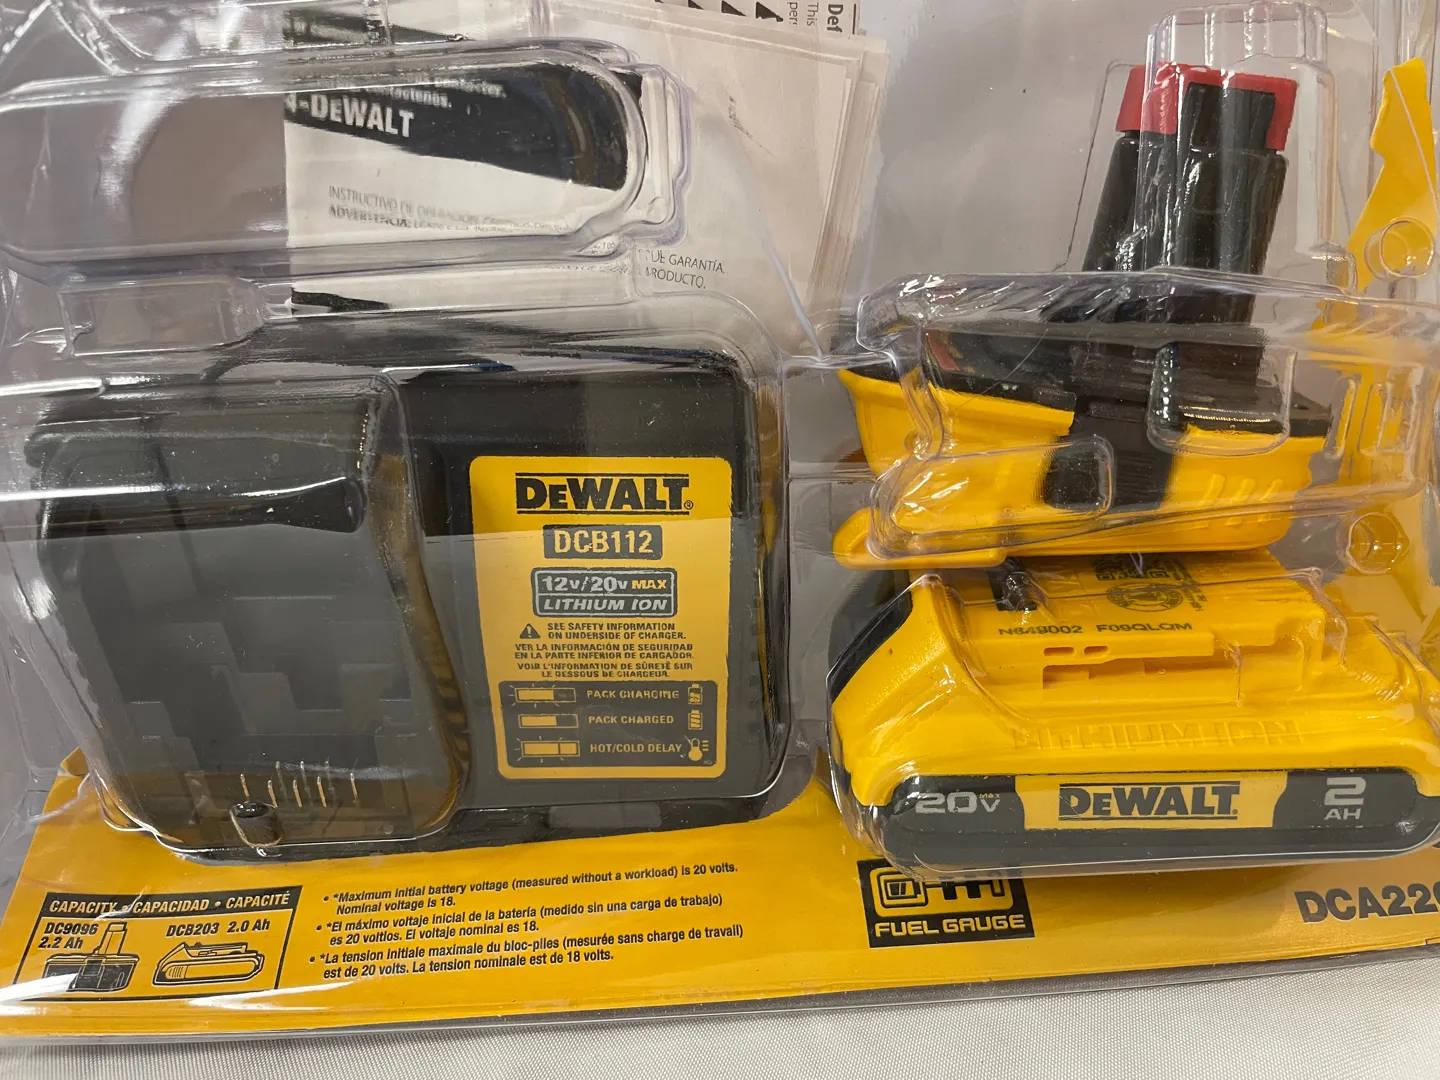 Def
This
per
4-DEWALT
INSTRUCTIVO DE OPERACIÓN,
ADVERTENCIA:
DE GARANTÍA.
PRODUCTO.
DEWALT®
DCB112
12V/20V MAX
LITHIUM ION
SEE SAFETY INFORMATION
ON UNDERSIDE OF CHARGER.
VER LA INFORMACIÓN DE SEGURIDAD
EN LA PARTE INFERIOR DE CARGADOR.
VOIR L'INFORMATION DE SÛRETÉ SUR
LE DESSOUS DE CHARGEUR.
PACK CHARGING
PACK CHARGED
HOT/COLD DELAY
N649002 F09QLQM
LITHIUM ION
20V MAX
DEWALT
2
AH
FUEL GAUGE
DCA220
CAPACITY • CAPACIDAD • CAPACITÉ
DC9096
2.2 Ah
DCB203 2.0 Ah
• *Maximum initial battery voltage (measured without a workload) is 20 volts.
Nominal voltage is 18.
• *El máximo voltaje inicial de la batería (medido sin una carga de trabajo)
es 20 voltios. El voltaje nominal es 18.
• *La tension initiale maximale du bloc-piles (mesurée sans charge de travail)
est de 20 volts. La tension nominale est de 18 volts.